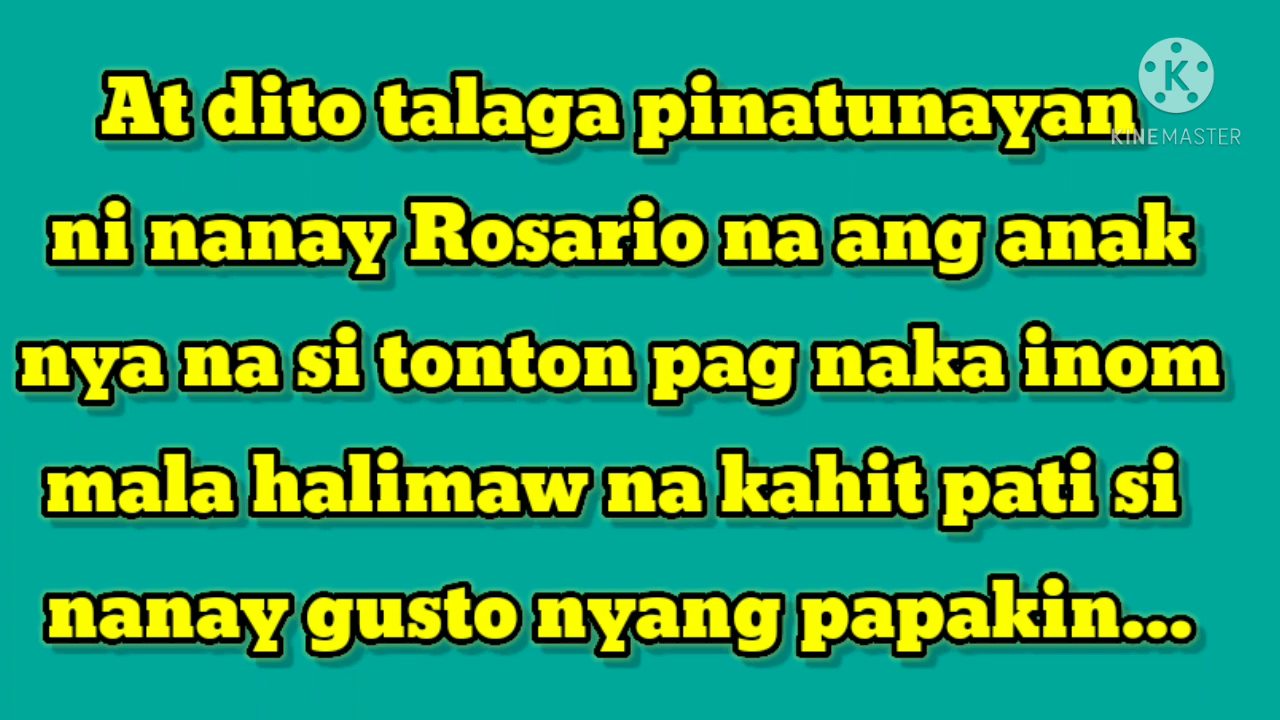 At dito talaga pinatunayan
KINEMASTER
ni nanay Rosario na ang anak
nya na si tonton pag naka inom
mala halimaw na kahit pati si
nanay gusto nyang papakin...